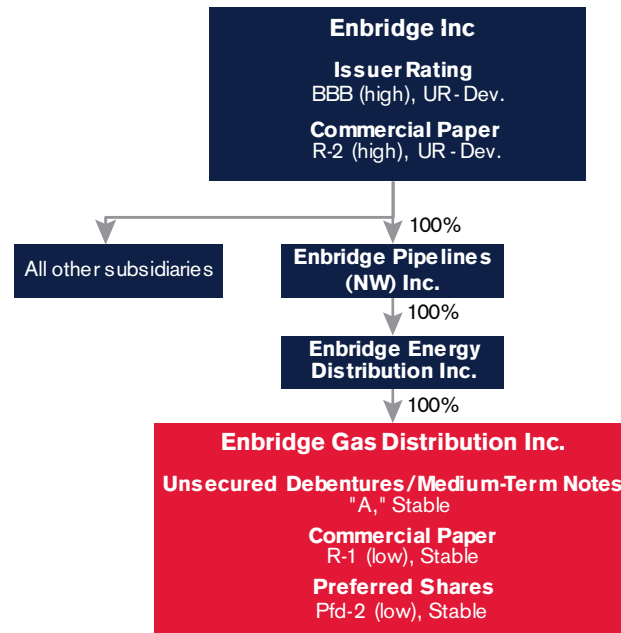 Enbridge Inc
Issuer Rating
BBB (high), UR - Dev.
Commercial Paper
R-2 (high), UR - Dev.
100%
All other subsidiaries
Enbridge Pipelines
(NW) Inc.
100%
Enbridge Energy
Distribution Inc.
100%
Enbridge Gas Distribution Inc.
Unsecured Debentures/Medium-Term Notes
"A," Stable
Commercial Paper
R-1 (low), Stable
Preferred Shares
Pfd-2 (low), Stable